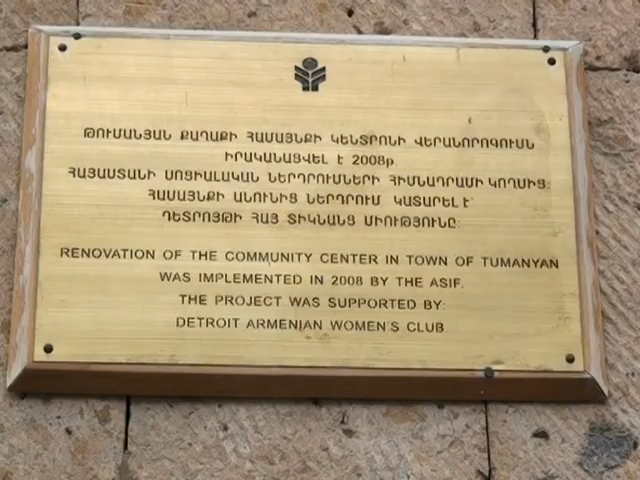 ԹՈՒՄԱՆՅԱՆ ՔԱՂԱՔԻ ՀԱՄԱՅՆՔԻ ԿԵՆՏՐՈՆԻ ՎԵՐԱՆՈՐՈԳՈՒՄՆ
ԻՐԱԿԱՆԱՑՎԵԼ Է 2008թ
ՀԱՅԱՍՏԱՆԻ ՍՈՑԻԱԼԱԿԱՆ ՆԵՐԴՐՈՒՄՆԵՐԻ ՀԻՄՆԱԴՐԱՄԻ ԿՈՂՄԻՑ:
ՀԱՄԱՅՆՔԻ ԱՆՈՒՆԻՑ ՆԵՐԴՐՈՒՄ ԿԱՏԱՐԵԼ Է
ԴԵՏՐՈՅԹԻ ՀԱՅ ՏԻԿՆԱՆՑ ՄԻՈՒԹՅՈՒՆԸ:
RENOVATION OF THE COMMUNITY CENTER IN TOWN OF TUMANYAN
WAS IMPLEMENTED IN 2008 BY THE ASIF.
THE PROJECT WAS SUPPORTED BY:
DETROIT ARMENIAN WOMEN'S CLUB.